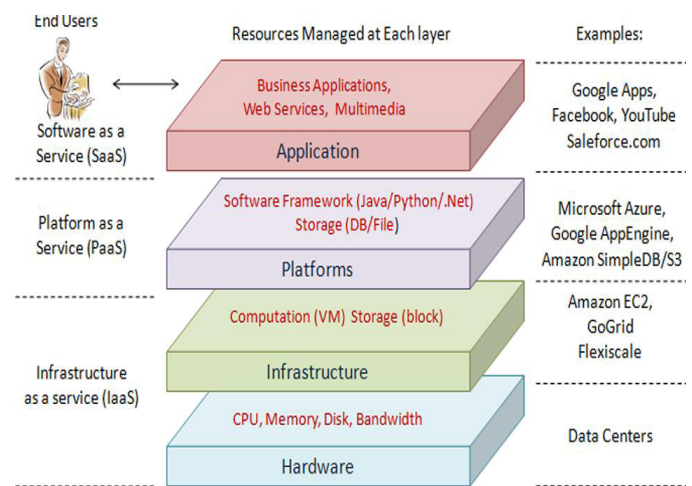 End Users
Resources Managed at Each layer
Examples:
Business Applications,
Web Services, Multimedia
Application
Google Apps,
Facebook, YouTube
Saleforce.com
Software as a
Service (SaaS)
Software Framework (Java/Python/.Net)
Storage (DB/File)
Platforms
Platform as a
Service (PaaS)
Microsoft Azure,
Google AppEngine,
Amazon SimpleDB/S3
Computation (VM) Storage (block)
Infrastructure
Amazon EC2,
GoGrid
Flexiscale
Infrastructure
as a service (IaaS)
CPU, Memory, Disk, Bandwidth
Hardware
Data Centers